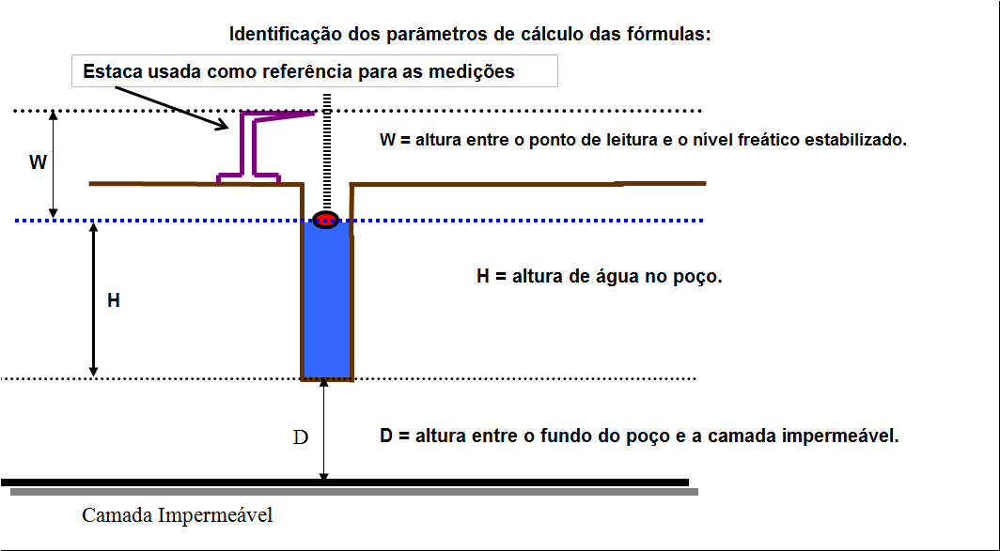 Identificação dos parâmetros de cálculo das fórmulas:
Estaca usada como referência para as medições
W = altura entre o ponto de leitura e o nível freático estabilizado.
W
H = altura de água no poço.
H
D
D = altura entre o fundo do poço e a camada impermeável.
Camada Impermeável